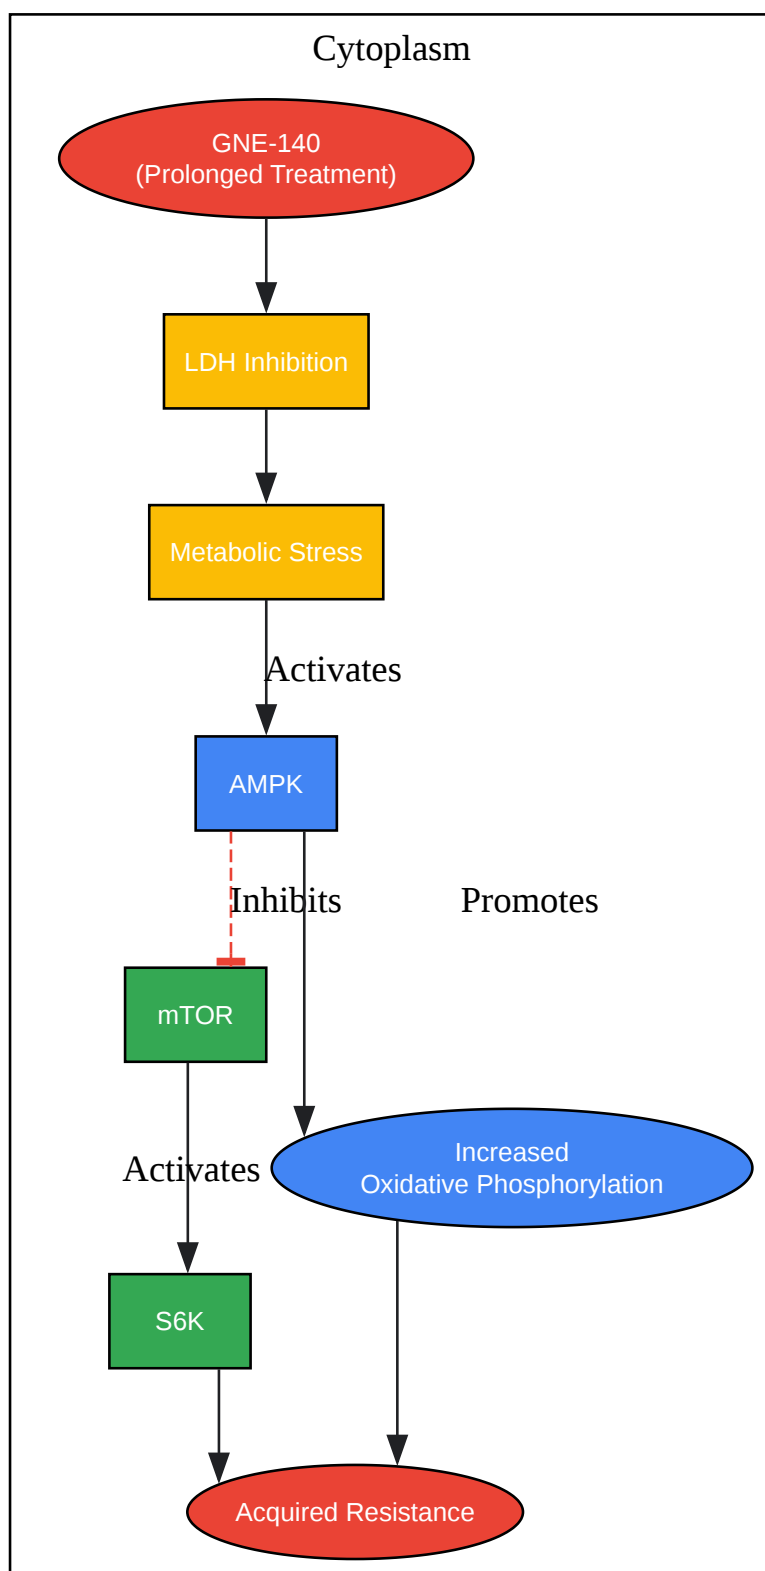 Cytoplasm
GNE-140
(Prolonged Treatment)
LDH Inhibition
Metabolic Stress
Activates
AMPK
Inhibits
Promotes
mTOR
Increased
Oxidative Phosphorylation
Activates
S6K
Acquired Resistance